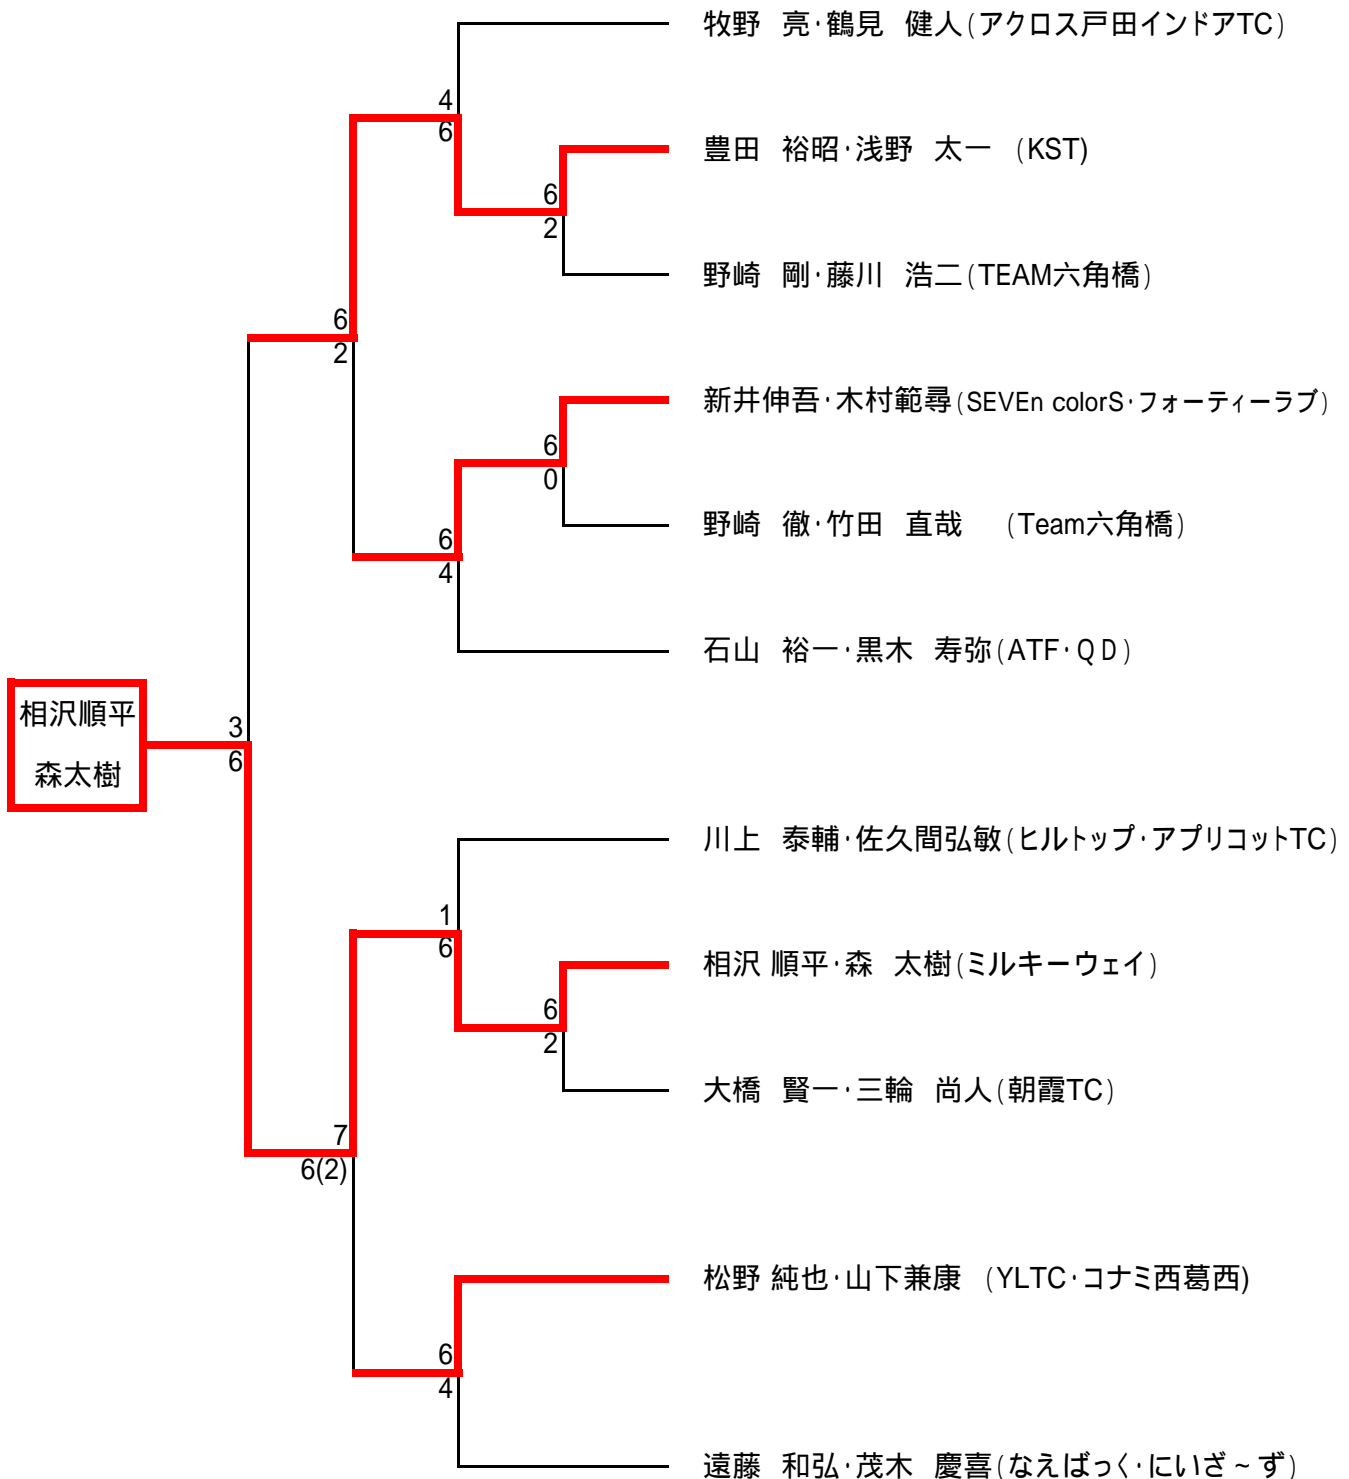 牧野 亮・鶴見 健人(アクロス戸田インドアTC)
4
6
豊田 裕昭・浅野 太一 (KST)
6
2
野崎 剛・藤川 浩二(TEAM六角橋)
6
2
新井伸吾・木村範尋(SEVEn colorS・フォーティーラブ)
6
0
野崎 徹・竹田 直哉 (Team六角橋)
6
4
石山 裕一・黒木 寿弥(ATF・QD)
相沢順平
森太樹
3
6
川上 泰輔・佐久間弘敏(ヒルトップ・アプリコットTC)
1
6
相沢 順平・森 太樹(ミルキーウェイ)
6
2
大橋 賢一・三輪 尚人(朝霞TC)
7
6(2)
松野 純也・山下兼康 (YLTC・コナミ西葛西)
6
4
遠藤 和弘・茂木 慶喜(なえばっく・にいざ~ず)